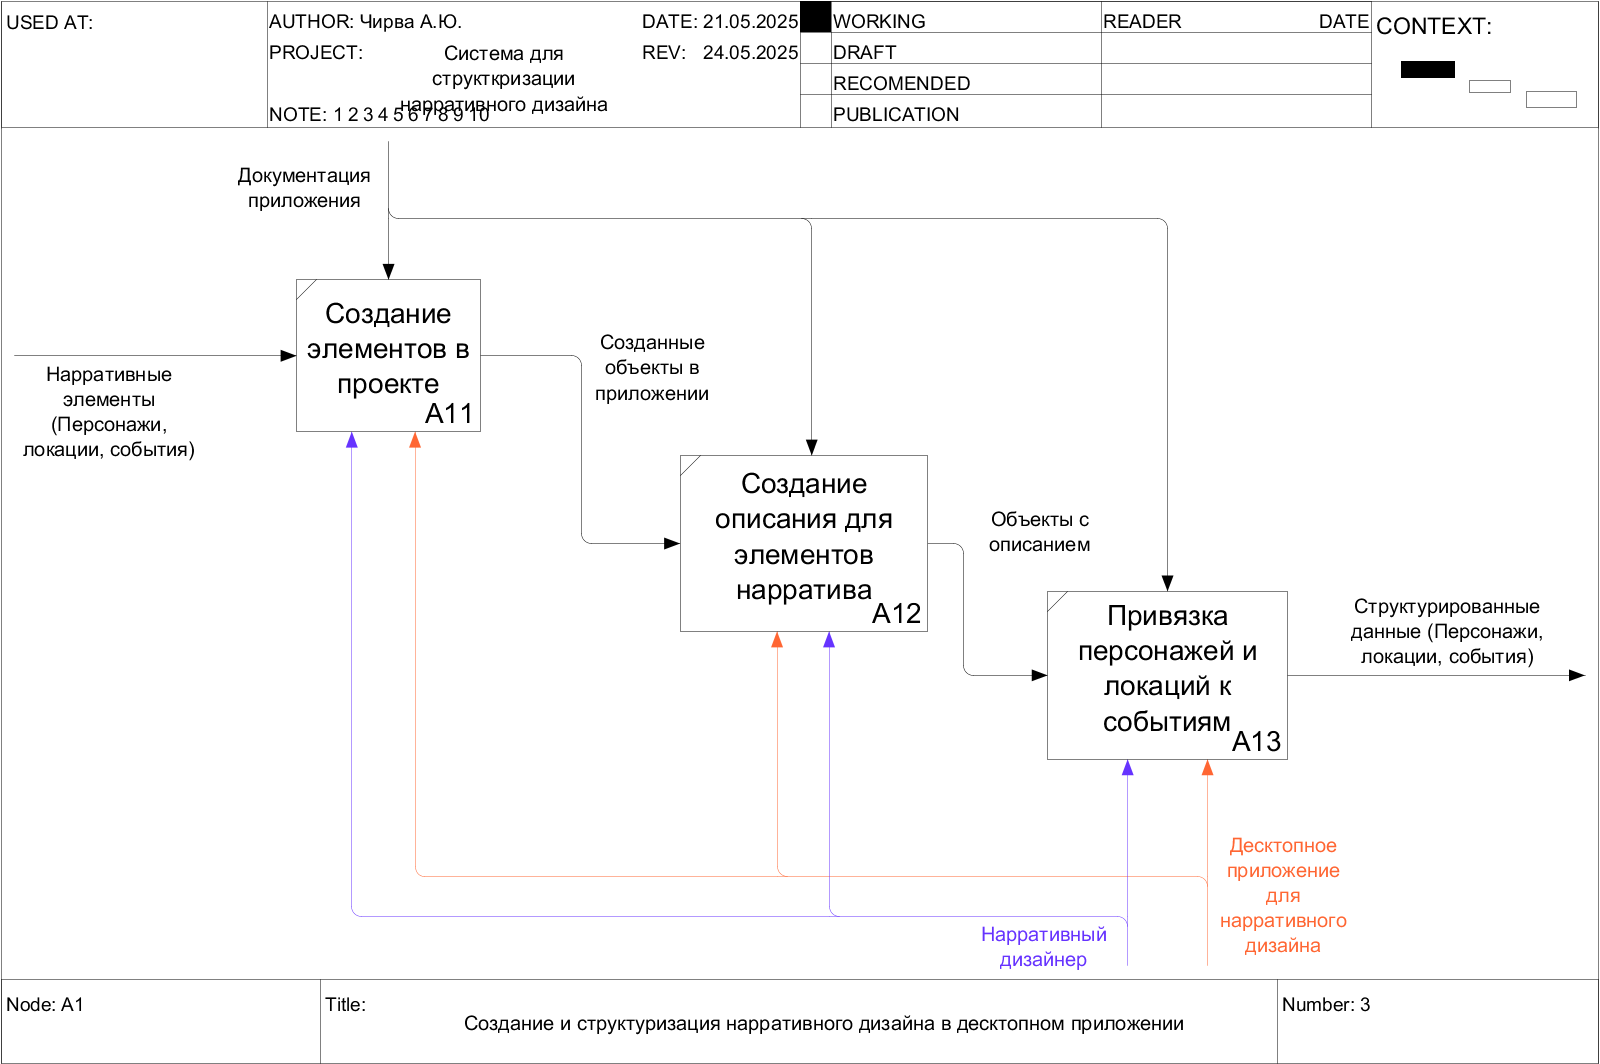 USED AT:
AUTHOR: Чирва А.Ю.
DATE: 21.05.2025
PROJECT:
Система для
структкризации
нарративного дизайна
REV: 24.05.2025
NOTE: 1 2 3 4 5 6 7 8 9 10
WORKING
DRAFT
RECOMENDED
PUBLICATION
READER
DATE
CONTEXT:
Документация
приложения
Создание
элементов в
проекте
A11
Нарративные
элементы
(Персонажи,
локации, события)
Созданные
объекты в
приложении
Создание
описания для
элементов
нарратива
A12
Объекты с
описанием
Привязка
персонажей и
локаций к
событиям
A13
Структурированные
данные (Персонажи,
локации, события)
Десктопное
приложение
для
нарративного
дизайна
Нарративный
дизайнер
Node: A1
Title:
Создание и структуризация нарративного дизайна в десктопном приложении
Number: 3